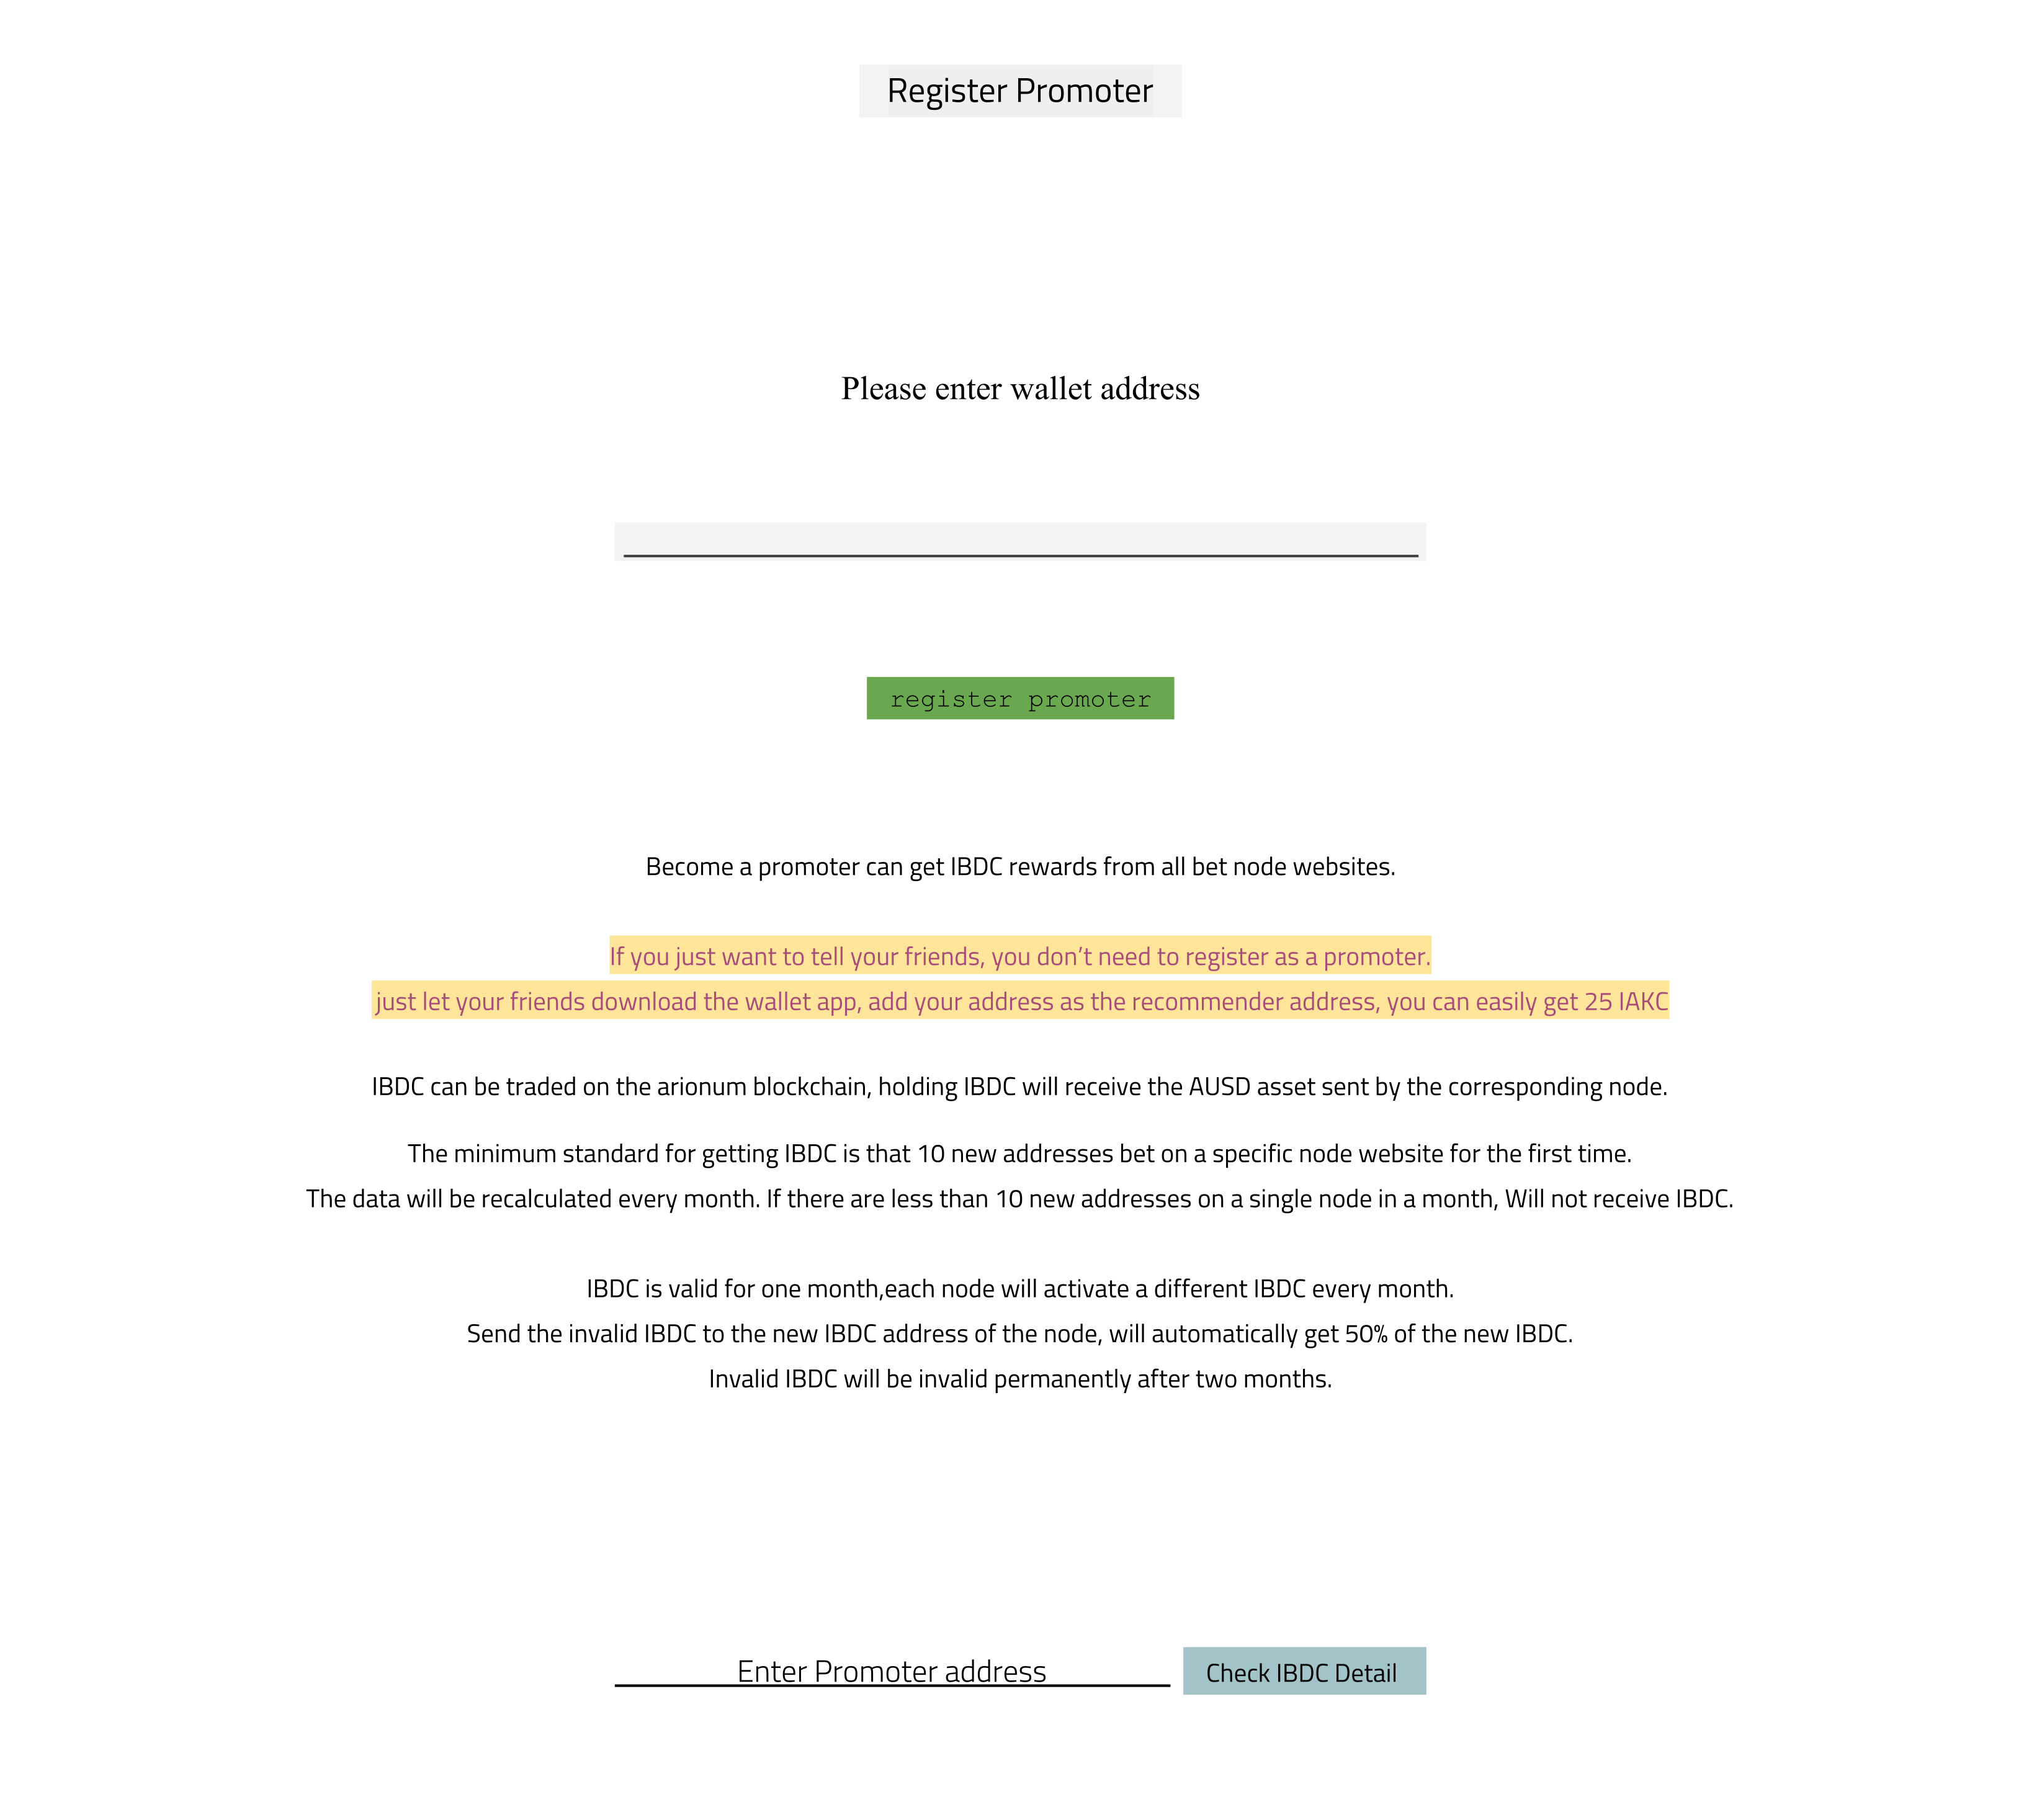 Register Promoter
Please enter wallet address
register promoter
Become a promoter can get IBDC rewards from all bet node websites.
If you just want to tell your friends, you don’t need to register as a promoter.
just let your friends download the wallet app, add your address as the recommender address, you can easily get 25 IAKC
IBDC can be traded on the arionum blockchain, holding IBDC will receive the AUSD asset sent by the corresponding node.
The minimum standard for getting IBDC is that 10 new addresses bet on a specific node website for the first time.
The data will be recalculated every month. If there are less than 10 new addresses on a single node in a month, Will not receive IBDC.
IBDC is valid for one month,each node will activate a different IBDC every month.
Send the invalid IBDC to the new IBDC address of the node, will automatically get 50% of the new IBDC.
Invalid IBDC will be invalid permanently after two months.
Enter Promoter address
Check IBDC Detail